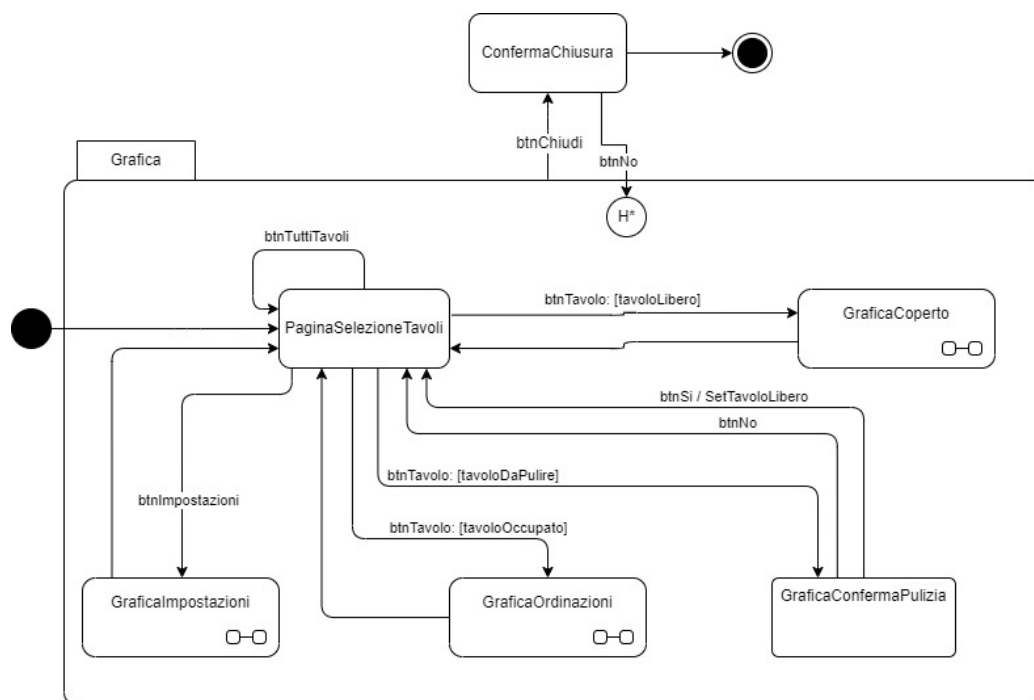 ConfermaChiusura
btnChiudi
btnNo
Grafica
H*
btnTuttiTavoli
PaginaSelezioneTavoli
btnTavolo: [tavoloLibero]
GraficaCoperto
btnSi / SetTavoloLibero
btnNo
btnTavolo: [tavoloDaPulire]
btnImpostazioni
btnTavolo: [tavoloOccupato]
GraficaImpostazioni
GraficaOrdinazioni
GraficaConfermaPulizia